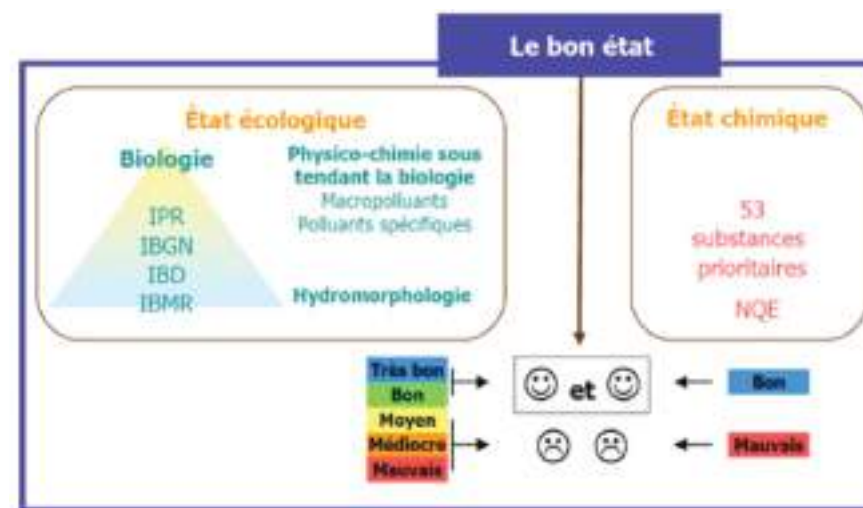 Le bon état
État écologique
Biologie
IPR
IBGN
IBD
IBMR
Physico-chimie sous
tendant la biologie
Macropolluants
Polluants spécifiques
Hydromorphologie
État chimique
53
substances
prioritaires
NQE
Très bon
Bon
Moyen
Médiocre
Mauvais
et
Bon
Mauvais